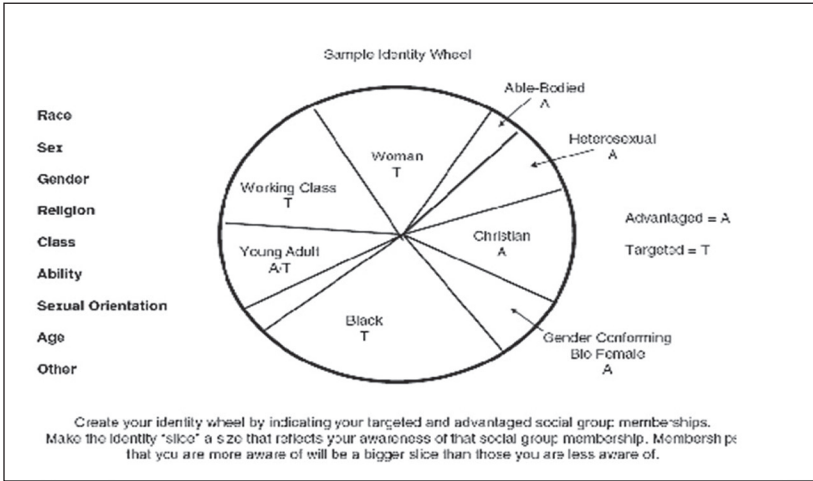 Sample Identity Wheel
Race
Sex
Gender
Religion
Class
Ability
Sexual Orientation
Age
Other
Able-Bodied
A
Heterosexual
A
Woman
T
Working Class
T
Christian
A
Young Adult
A/T
Black
T
Gender Conforming
Bio Female
A
Advantaged = A
Targeted = T
Create your identity wheel by indicating your targeted and advantaged social group memberships.
Make the identity "slice" a size that reflects your awareness of that social group membership. Memberships
that you are more aware of will be a bigger slice than those you are less aware of.